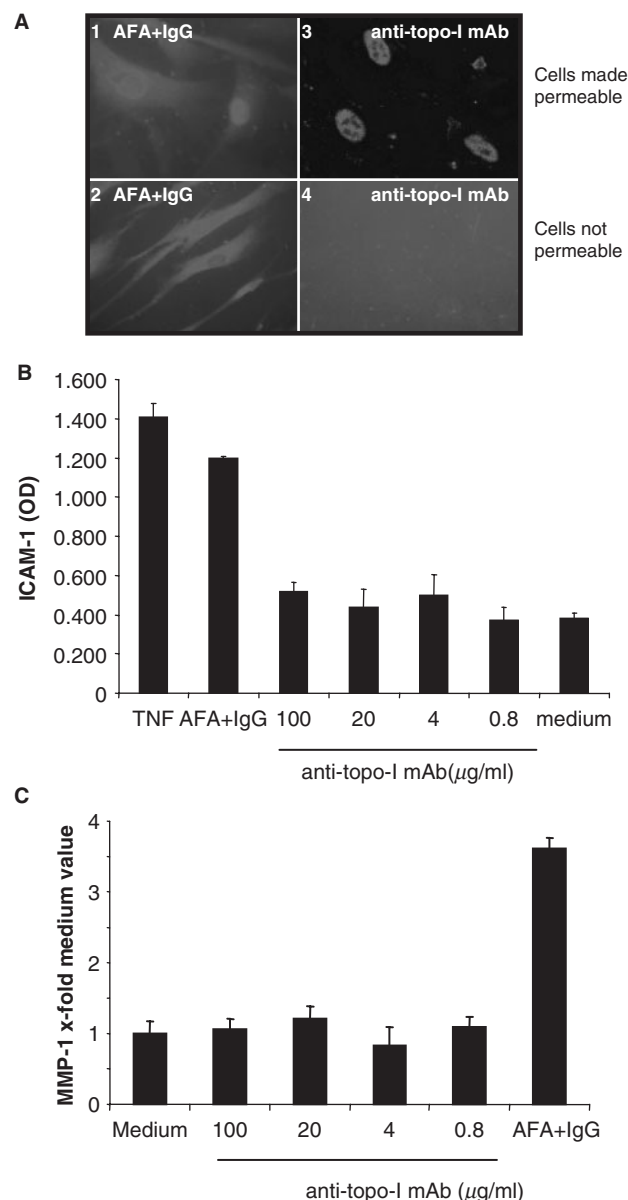 A
1 AFA+IgG
3 anti-topo-I mAb
Cells made
permeable
2 AFA+IgG
4 anti-topo-I mAb
Cells not
permeable
B
ICAM-1 (OD)
1.600
1.400
1.200
1.000
0.800
0.600
0.400
0.200
0
TNF AFA+IgG 100 20 4 0.8 medium
anti-topo-I mAb(μg/ml)
C
MMP-1 x-fold medium value
4
3
2
1
0
Medium 100 20 4 0.8 AFA+IgG
anti-topo-I mAb (μg/ml)